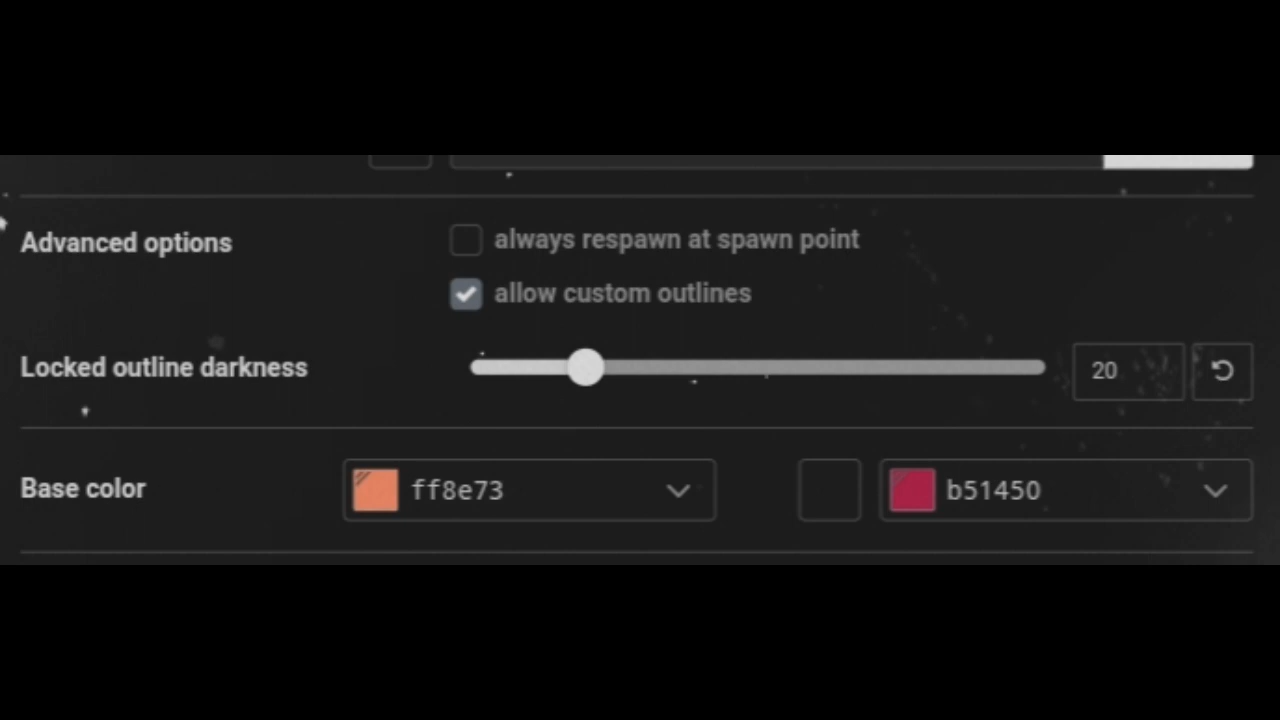 Advanced options
always respawn at spawn point
allow custom outlines
Locked outline darkness
20
Base color
ff8e73
b51450